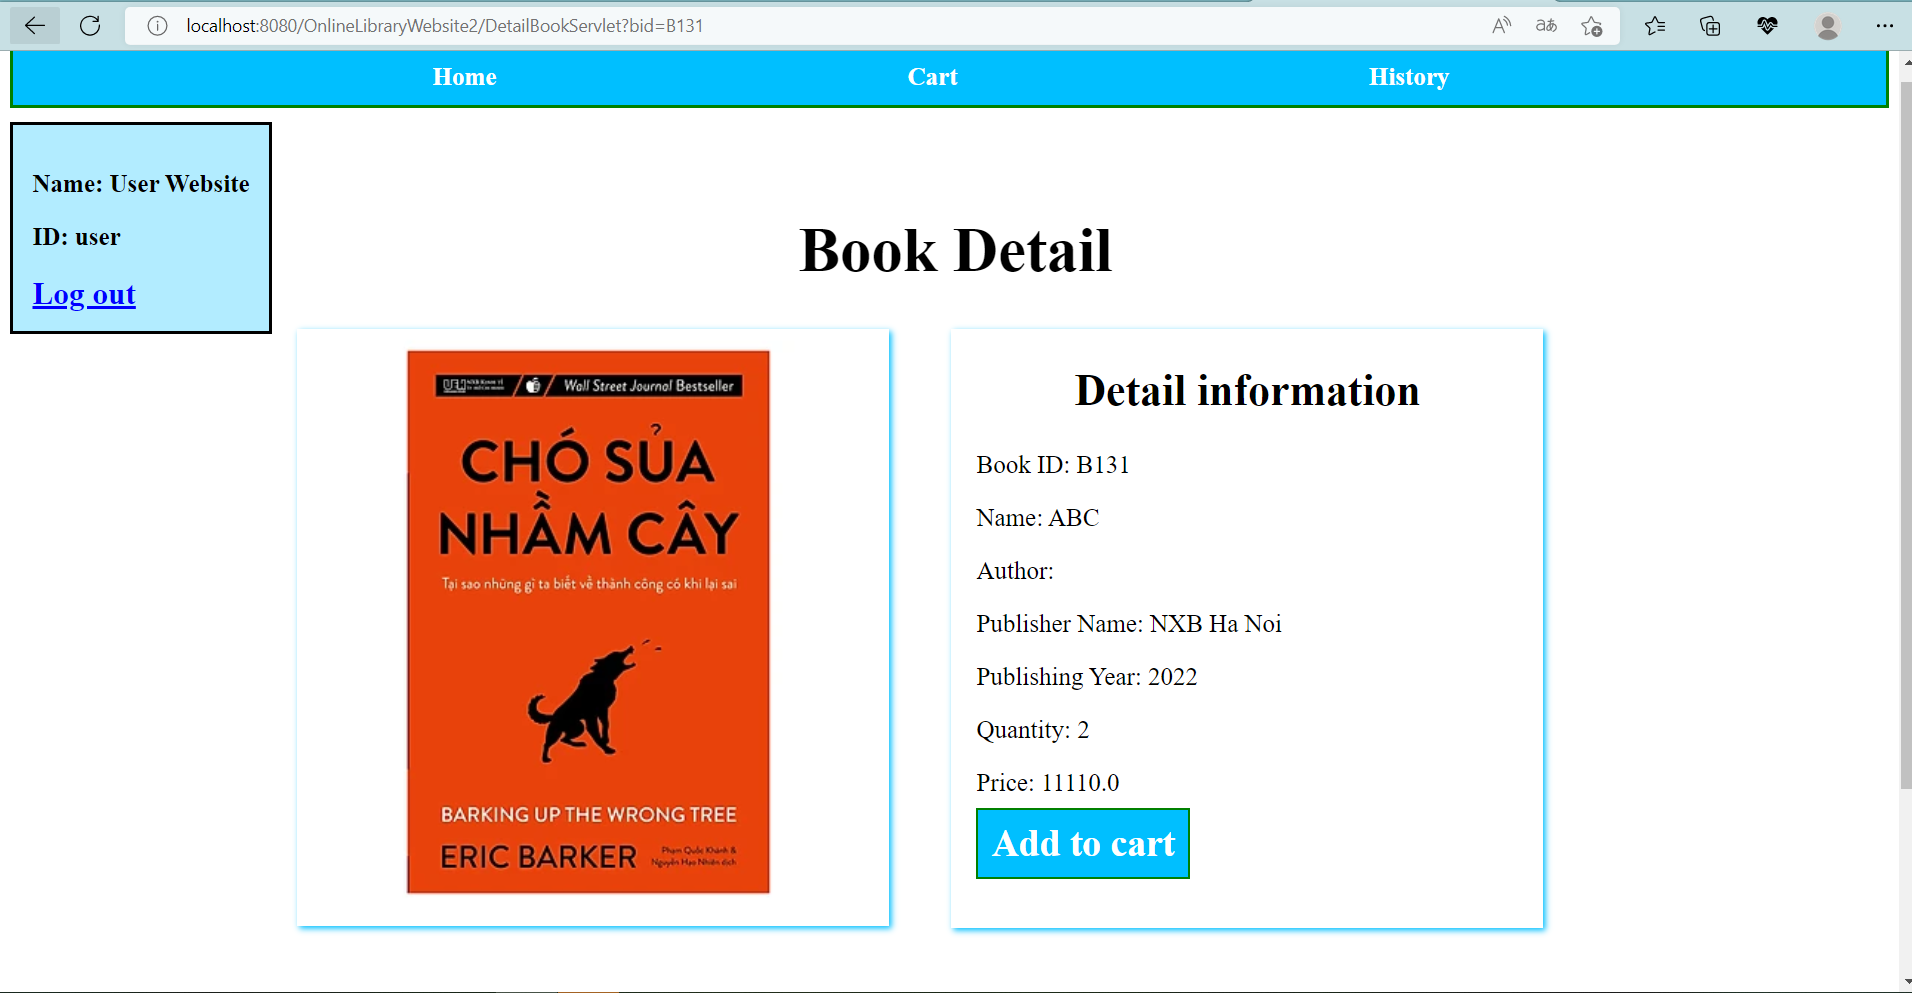 localhost:8080/OnlineLibraryWebsite2/DetailBookServlet?bid=B131
Home Cart History
Name: User Website
ID: user
Log out
Book Detail
Wall Street Journal Bestseller
CHÓ SỦA
NHẦM CÂY
Tại sao những gì ta biết về thành công có khi lại sai
BARKING UP THE WRONG TREE
ERIC BARKER
Phạm Quốc Khánh &
Nguyễn Hạo Nhiên dịch
Detail information
Book ID: B131
Name: ABC
Author:
Publisher Name: NXB Ha Noi
Publishing Year: 2022
Quantity: 2
Price: 11110.0
Add to cart